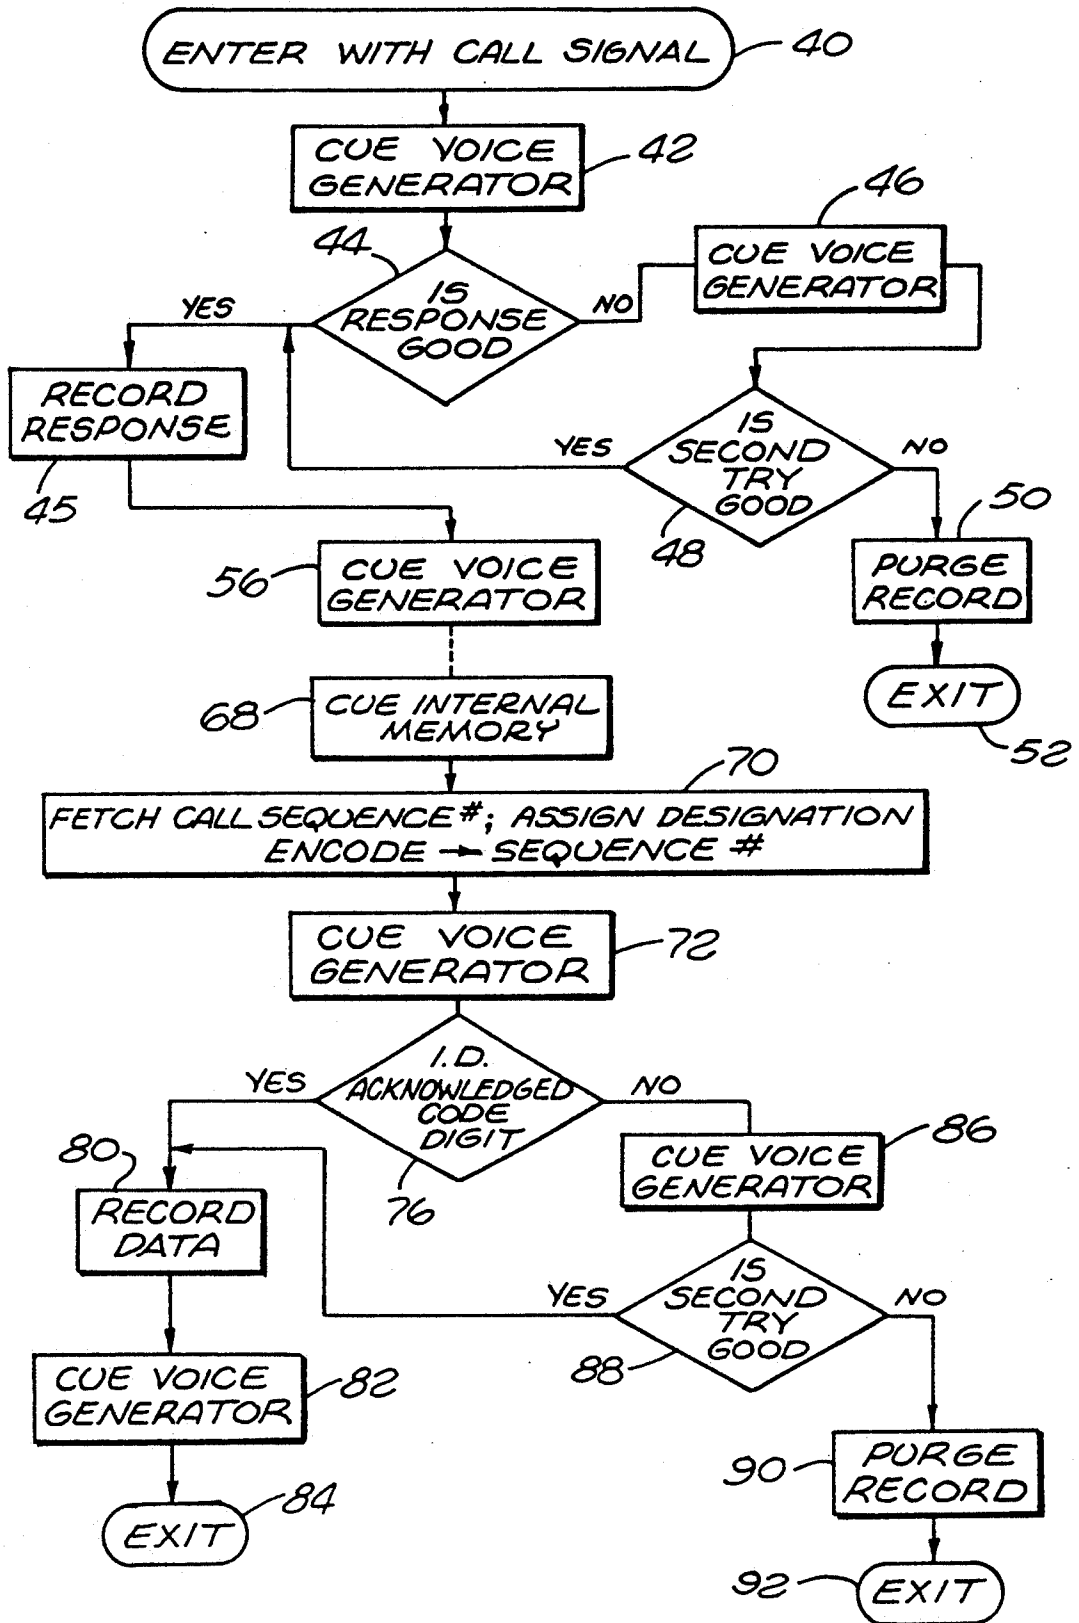 ENTER WITH CALL SIGNAL
40
CUE VOICE
GENERATOR
42
44
IS
RESPONSE
GOOD
YES
NO
46
CUE VOICE
GENERATOR
RECORD
RESPONSE
45
IS
SECOND
TRY
GOOD
YES
NO
48
50
PURGE
RECORD
EXIT
52
56
CUE VOICE
GENERATOR
68
CUE INTERNAL
MEMORY
70
FETCH CALL SEQUENCE #; ASSIGN DESIGNATION
ENCODE → SEQUENCE #
CUE VOICE
GENERATOR
72
I.D.
ACKNOWLEDGED
CODE
DIGIT
YES
NO
76
80
RECORD
DATA
86
CUE VOICE
GENERATOR
IS
SECOND
TRY
GOOD
YES
NO
88
CUE VOICE
GENERATOR
82
EXIT
84
90
PURGE
RECORD
92
EXIT